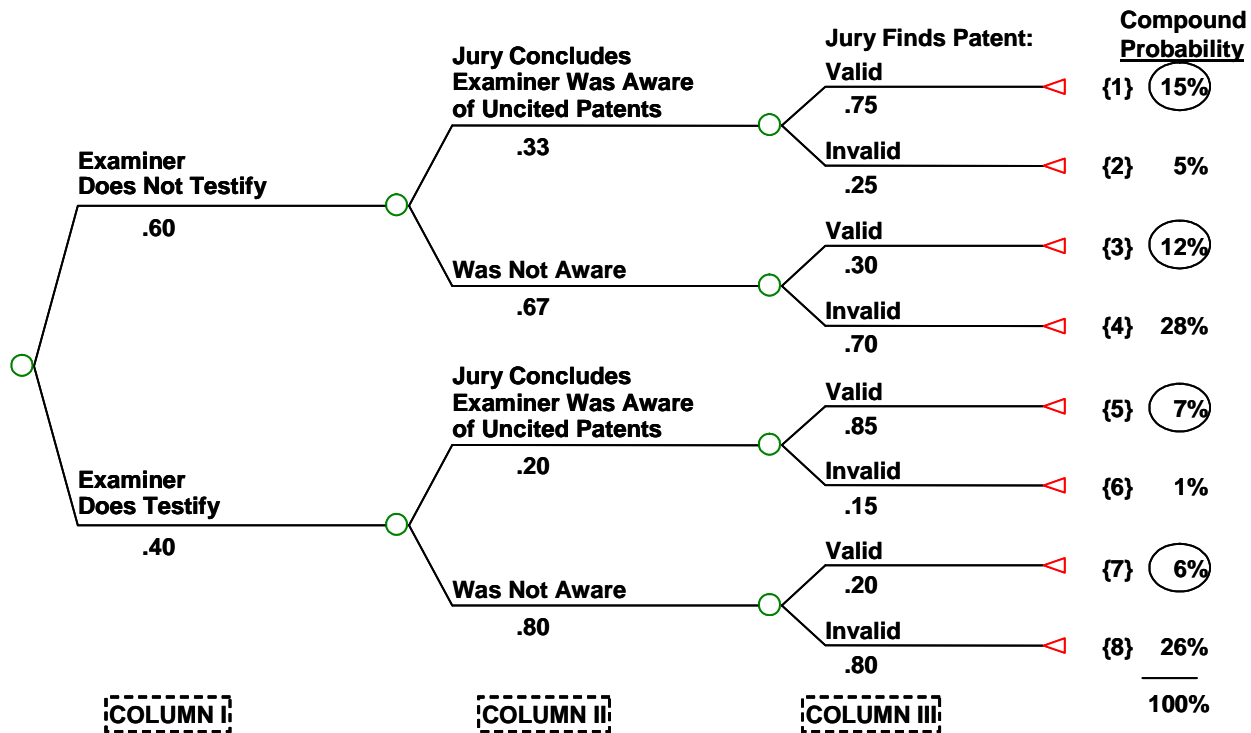 Compound
Probability
Jury Finds Patent:
Jury Concludes
Examiner Was Aware
of Uncited Patents
.33
Valid
.75
{1} 15%
Invalid
.25
{2} 5%
Examiner
Does Not Testify
.60
Was Not Aware
.67
Valid
.30
{3} 12%
Invalid
.70
{4} 28%
Jury Concludes
Examiner Was Aware
of Uncited Patents
.20
Valid
.85
{5} 7%
Invalid
.15
{6} 1%
Examiner
Does Testify
.40
Was Not Aware
.80
Valid
.20
{7} 6%
Invalid
.80
{8} 26%
100%
COLUMN I
COLUMN II
COLUMN III